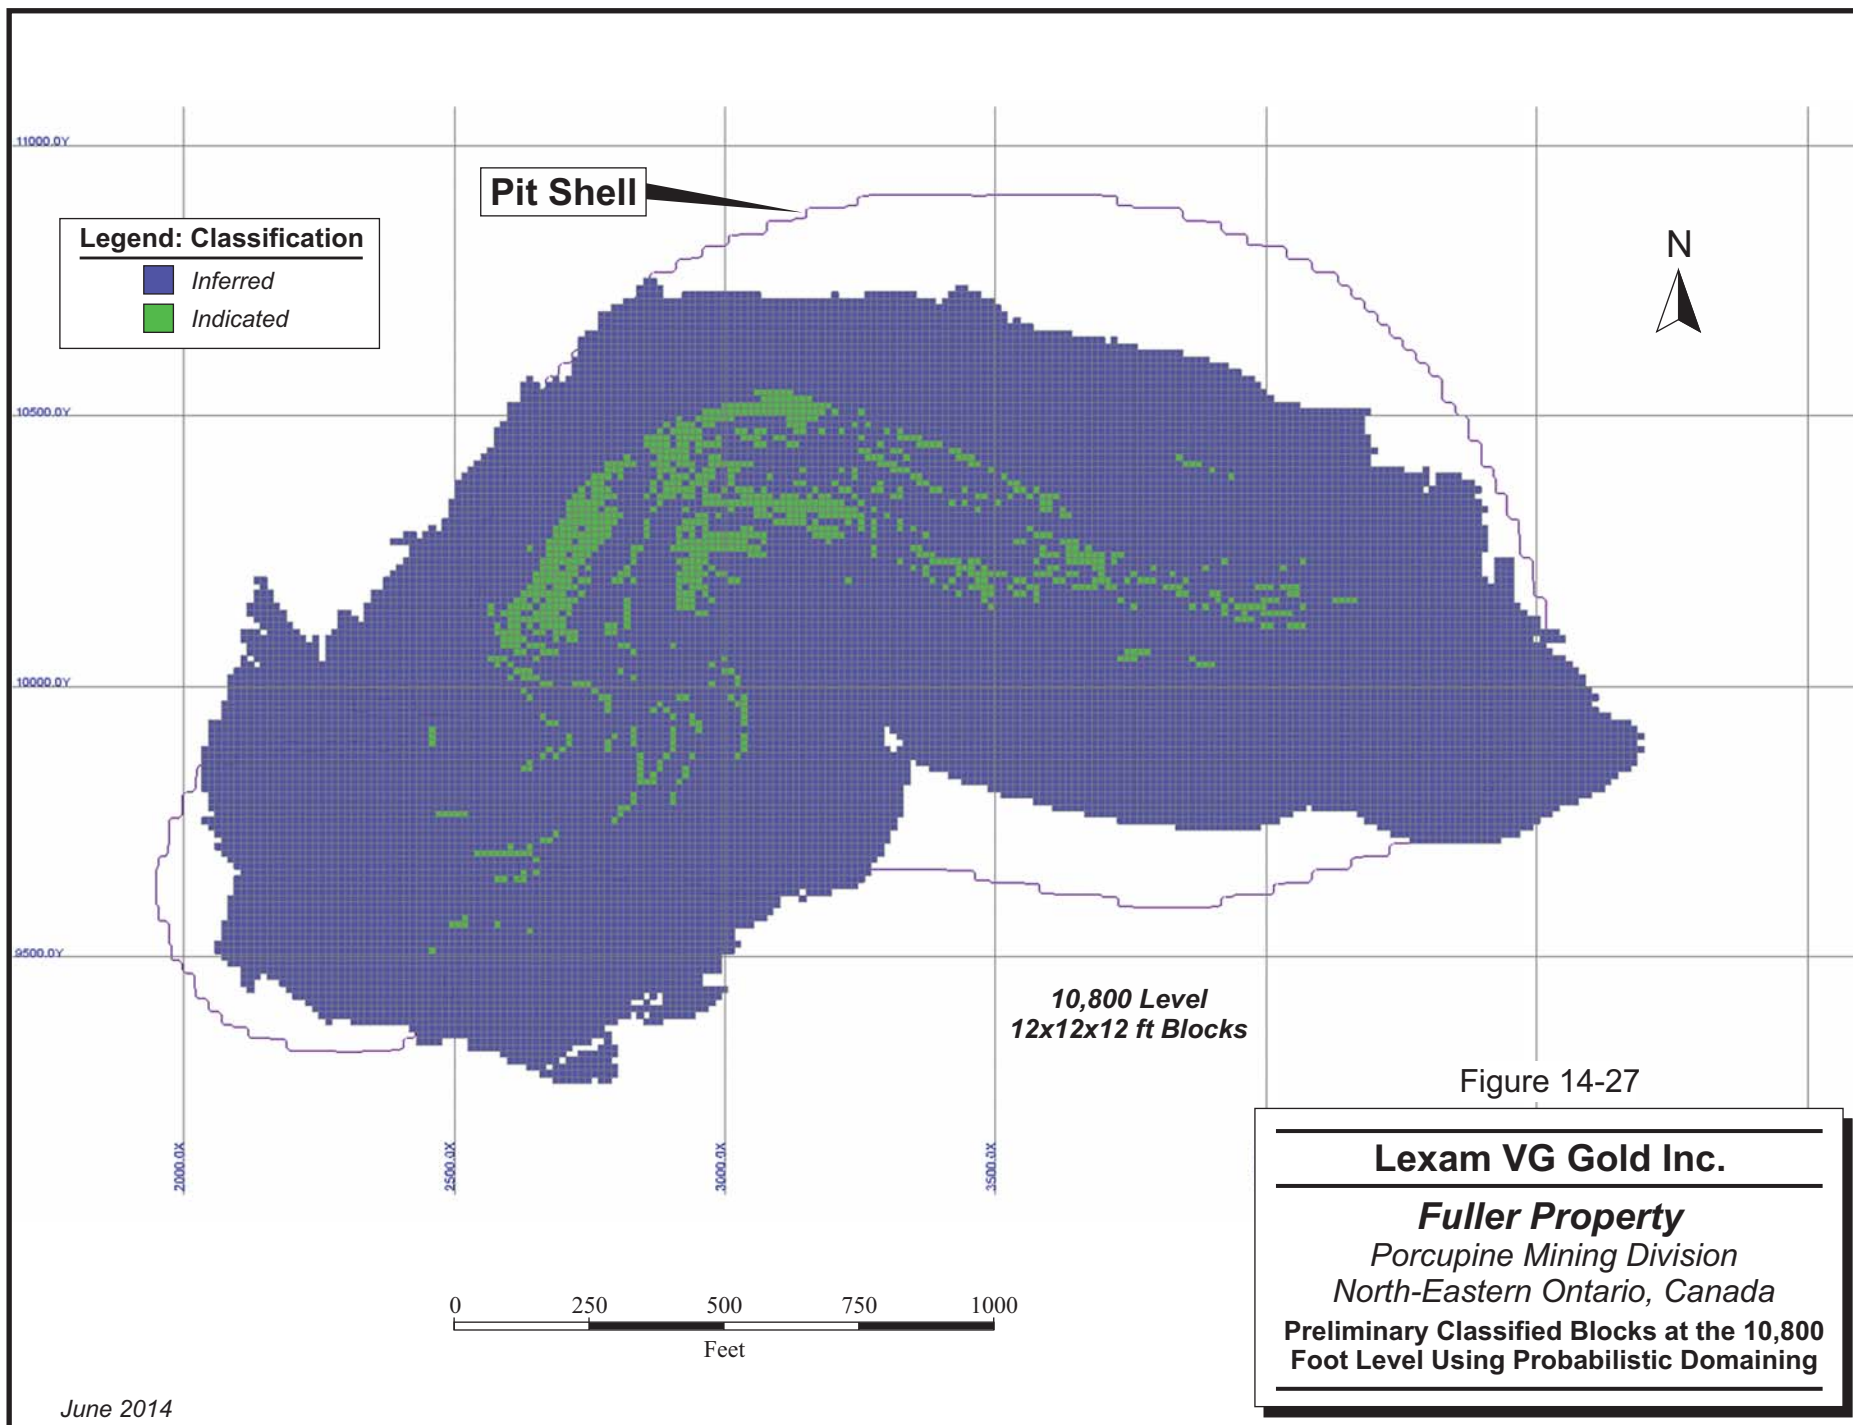 11000.0Y
Pit Shell
Legend: Classification
Inferred
Indicated
N
10500.0Y
10000.0Y
9500.0Y
10,800 Level
12x12x12 ft Blocks
Figure 14-27
2000.0X
2500.0X
3000.0X
3500.0X
Lexam VG Gold Inc.
Fuller Property
Porcupine Mining Division
North-Eastern Ontario, Canada
Preliminary Classified Blocks at the 10,800
Foot Level Using Probabilistic Domaining
0 250 500 750 1000
Feet
June 2014